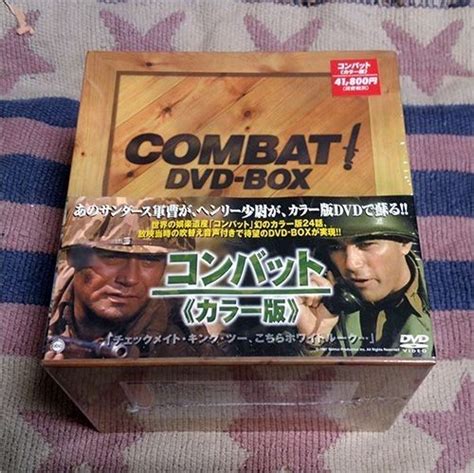 コンバット
《カラー版》
41,800円
(税書組別)
COMBAT!
DVD-BOX
あのサンダース軍曹が、ヘンリー少尉が、カラー版DVDで蘇る!!
世界の娯楽遺産「コンバット」幻のカラー版24話、
放映当時の吹替え音声付きで待望のDVD-BOXが実現!!
コンバット
《カラー版》
「チェックメイト・キング・ツー、こちらホワイトルーク…」
DVD
VIDEO